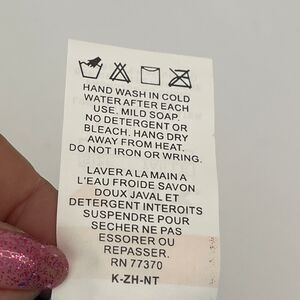 HAND WASH IN COLD
WATER AFTER EACH
USE. MILD SOAP.
NO DETERGENT OR
BLEACH. HANG DRY
AWAY FROM HEAT.
DO NOT IRON OR WRING.
LAVER A LA MAIN A
L'EAU FROIDE SAVON
DOUX JAVAL ET
DETERGENT INTEROITS
SUSPENDRE POUR
SECHER NE PAS
ESSORER OU
REPASSER.
RN 77370
K-ZH-NT